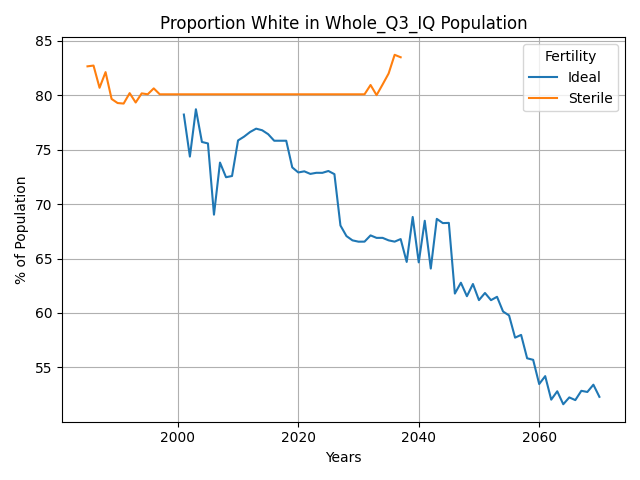 Proportion White in Whole_Q3_IQ Population
Fertility
Ideal
Sterile
% of Population
85
80
75
70
65
60
55
2000
2020
2040
2060
Years